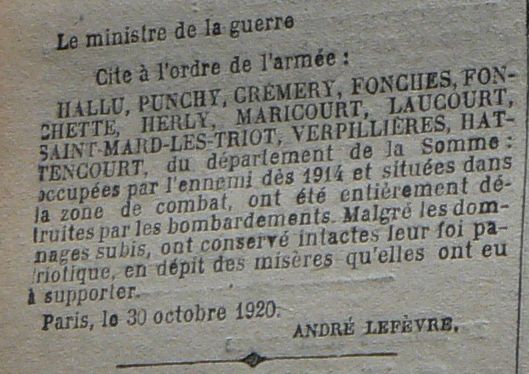 Le ministre de la guerre
Cite à l'ordre de l'armée :
HALLU, PUNCHY, CRÉMERY, FONCHES, FON-
CHETTE, HERLY, MARICOURT, LAUCOURT,
SAINT-MARD-LES-TRIOT, VERPILLIÈRES, HAT-
TENCOURT, du département de la Somme :
occupées par l'ennemi dès 1914 et situées dans
la zone de combat, ont été entièrement dé-
truites par les bombardements. Malgré les dom-
mages subis, ont conservé intactes leur foi pa-
triotique, en dépit des misères qu'elles ont eu
à supporter.
Paris, le 30 octobre 1920.
ANDRÉ LEFÈVRE.